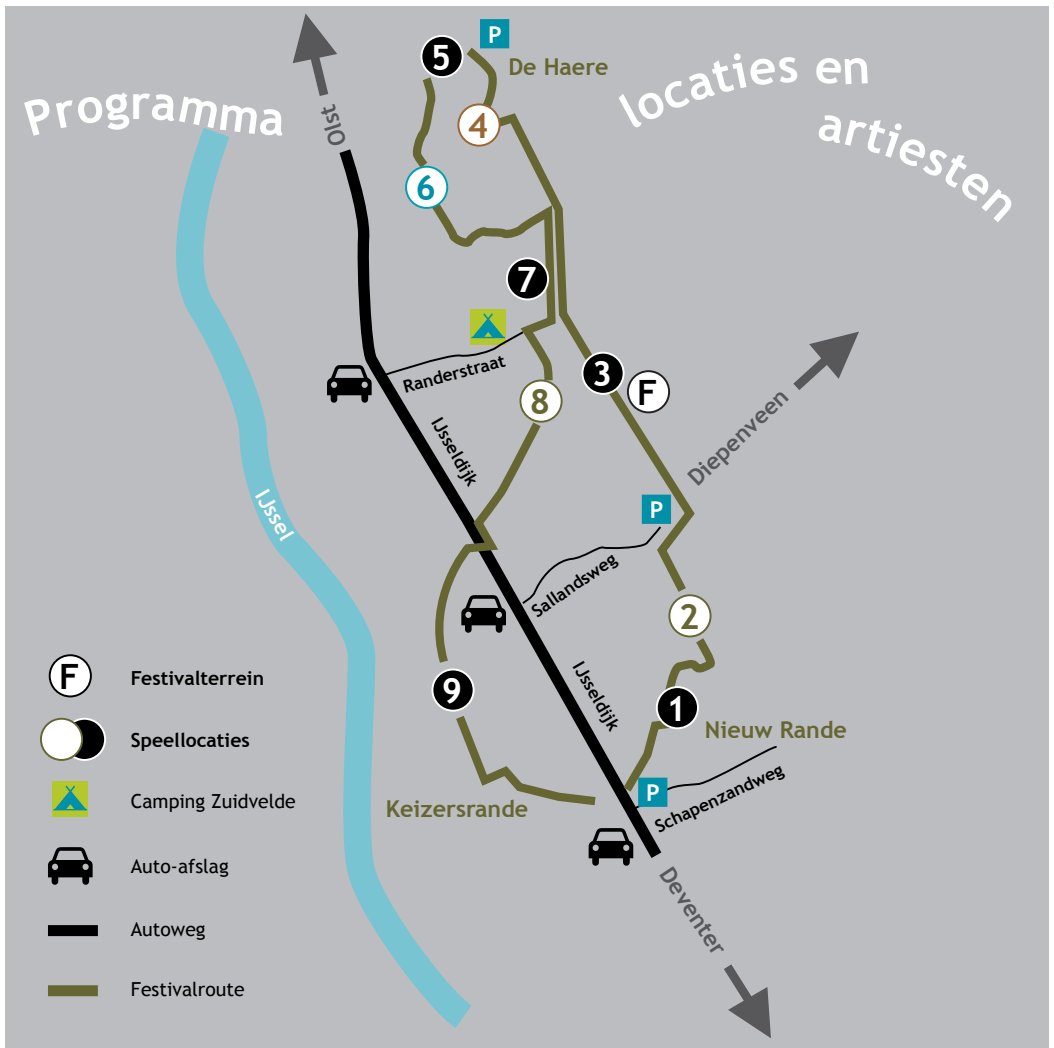 Programma
locaties en
artiesten
Olst
5
P
De Haere
4
6
7
Randerstraat
3
F
8
IJsseldijk
Diepenveen
IJssel
P
Sallandsweg
2
IJsseldijk
9
1
Nieuw Rande
P
Schapenzandweg
Keizersrande
Deventer
F Festivalterrein
Speellocaties
Camping Zuidvelde
Auto-afslag
Autoweg
Festivalroute